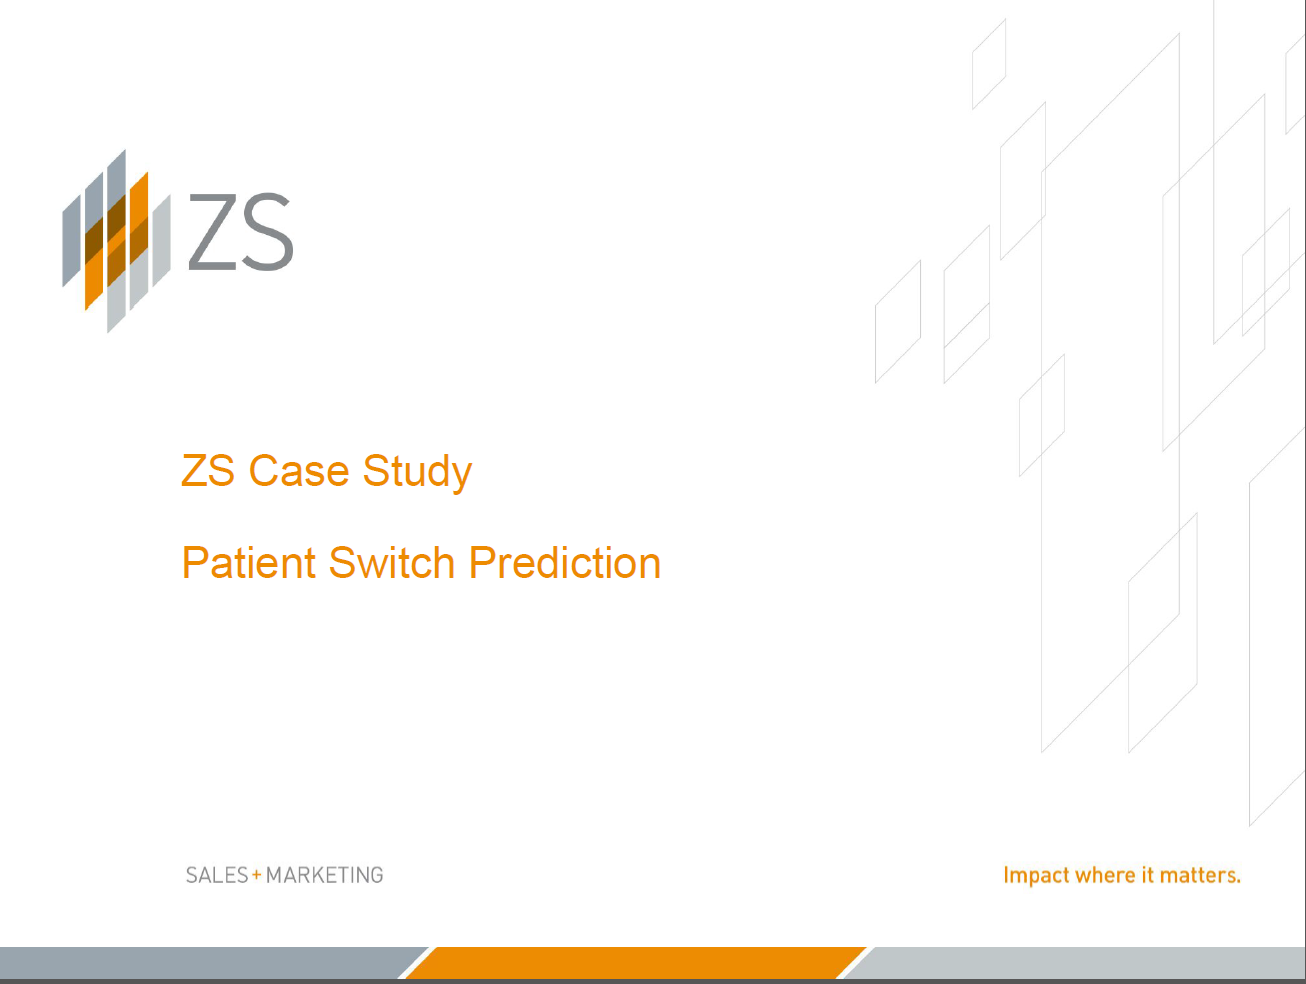 ZS
ZS Case Study
Patient Switch Prediction
SALES+MARKETING
Impact where it matters.